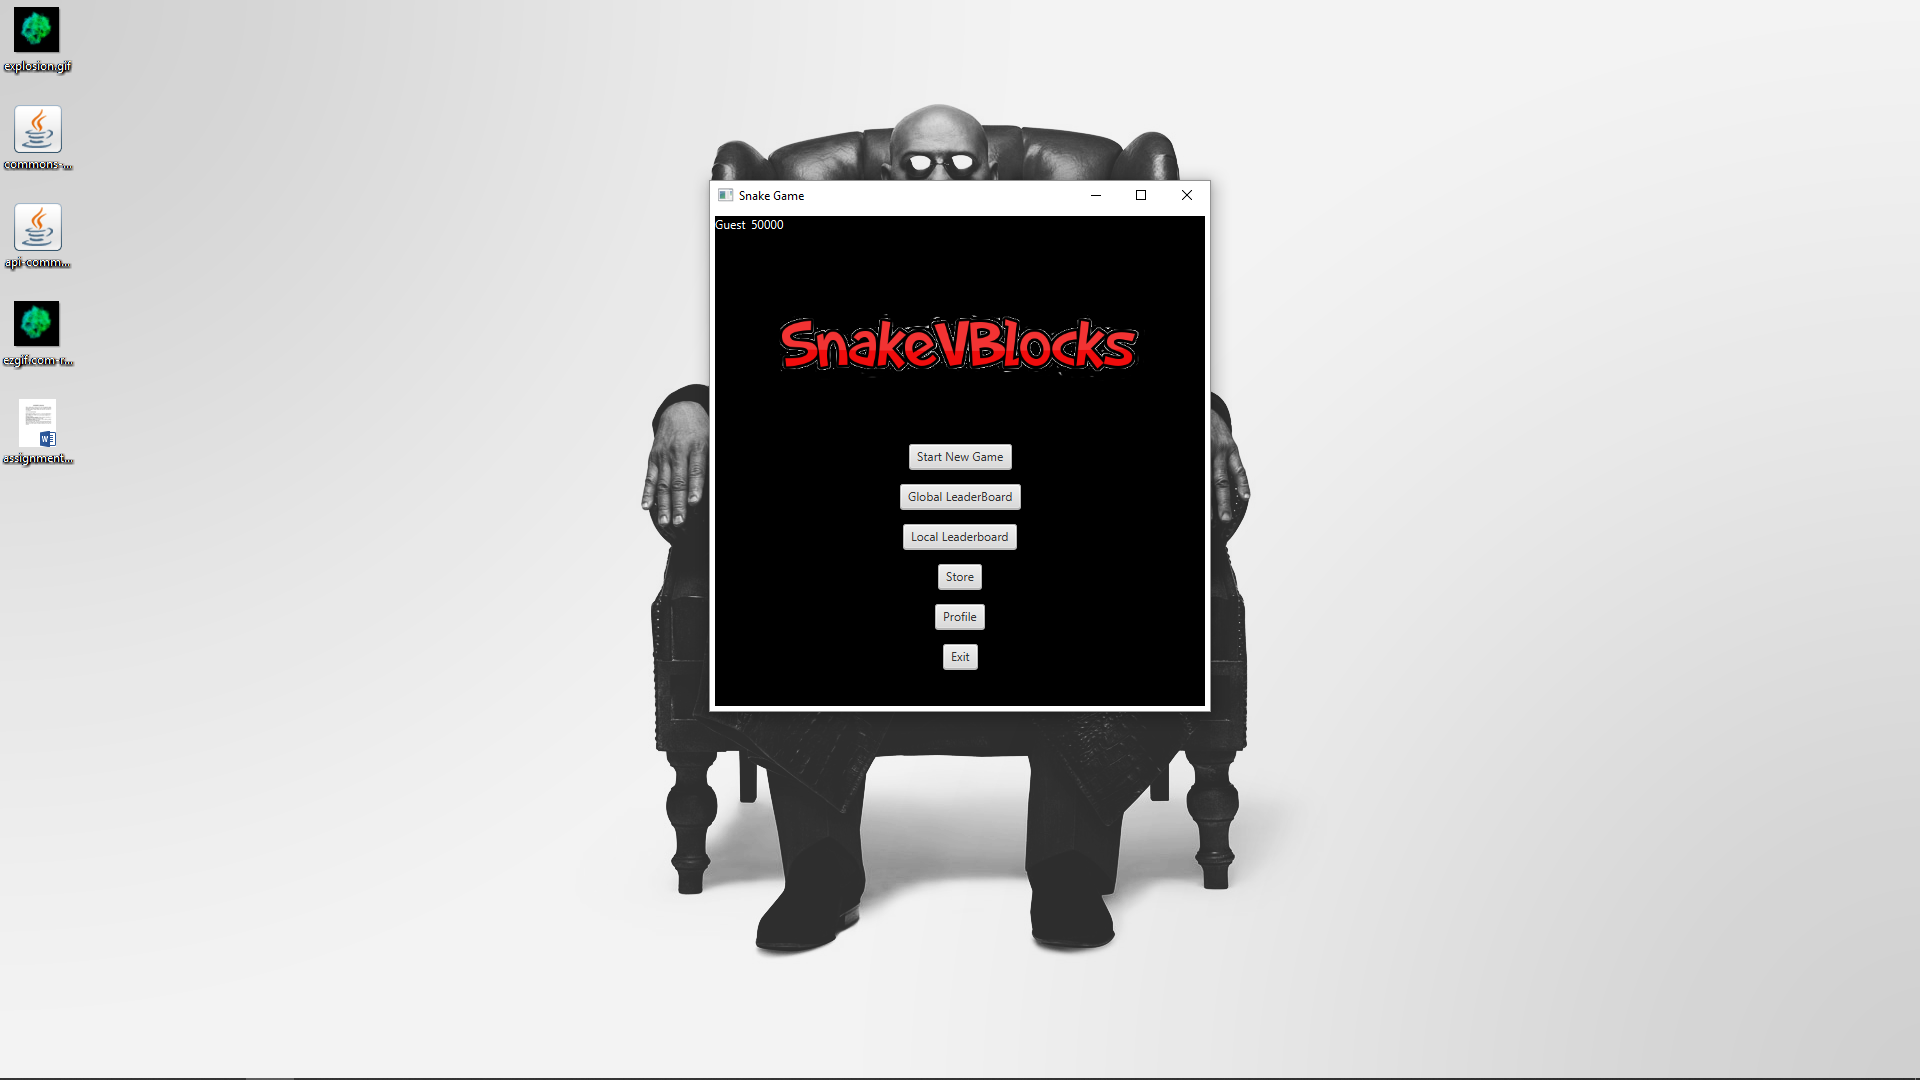 explosion.gif
commons-...
api-comm...
ezgif.com-r...
assignment...
Snake Game
Guest 50000
SnakeVBlocks
Start New Game
Global LeaderBoard
Local Leaderboard
Store
Profile
Exit